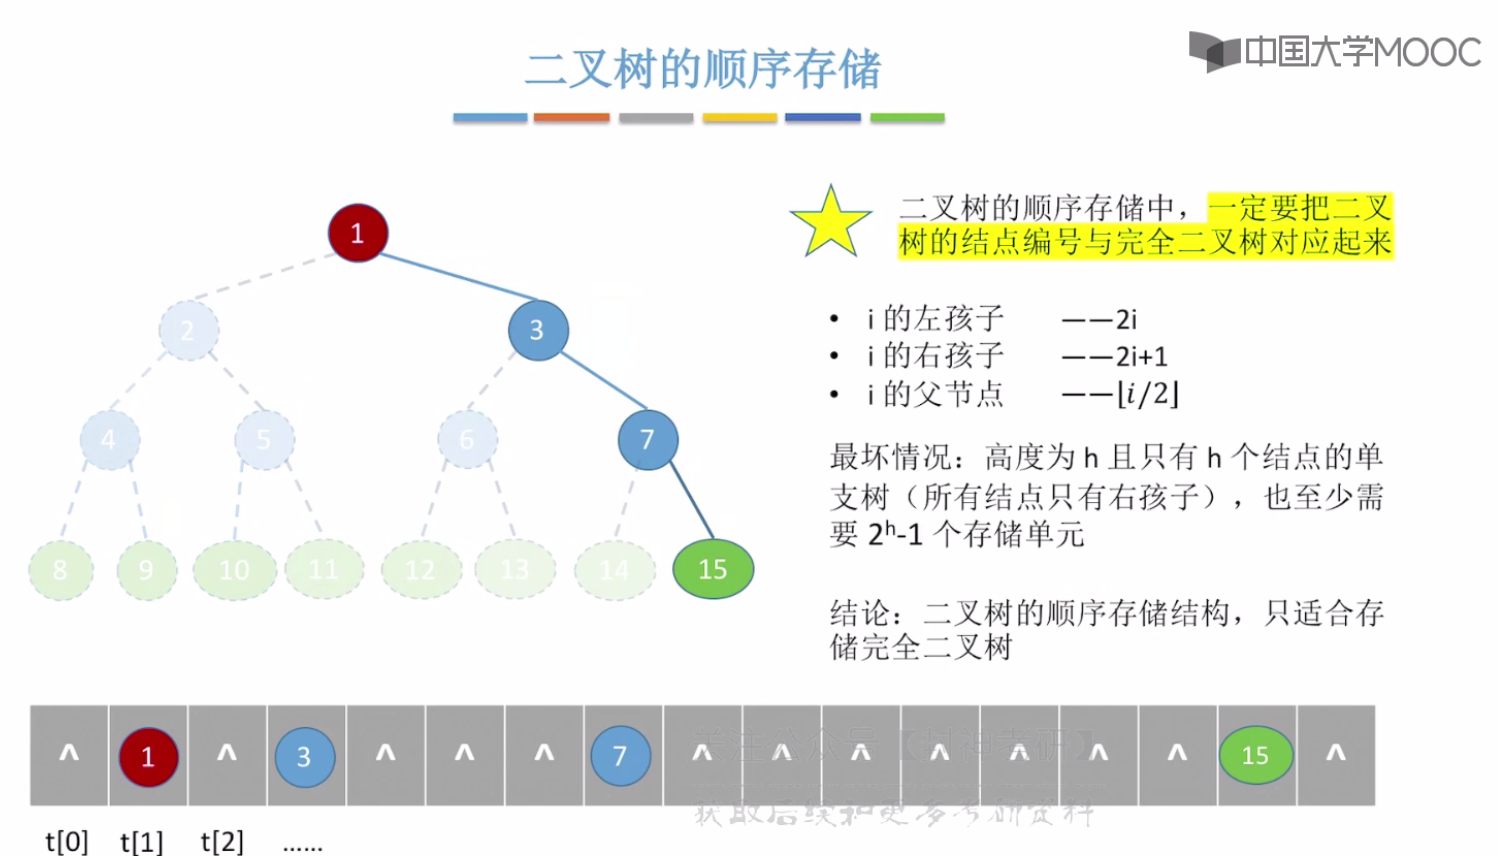 中国大学MOOC
二叉树的顺序存储
1
2
3
4
5
6
7
8
9
10
11
12
13
14
15
二叉树的顺序存储中，一定要把二叉
树的结点编号与完全二叉树对应起来
• i 的左孩子 ——2i
• i 的右孩子 ——2i+1
• i 的父节点 ——⌊i/2⌋
最坏情况：高度为 h 且只有 h 个结点的单
支树（所有结点只有右孩子），也至少需
要 2ʰ-1 个存储单元
结论：二叉树的顺序存储结构，只适合存
储完全二叉树
^ 1 ^ 3 ^ ^ ^ 7 ^ ^ ^ ^ ^ ^ ^ 15 ^
关注公众号【封神考研】
获取后续和更多考研资料
t[0] t[1] t[2] ......